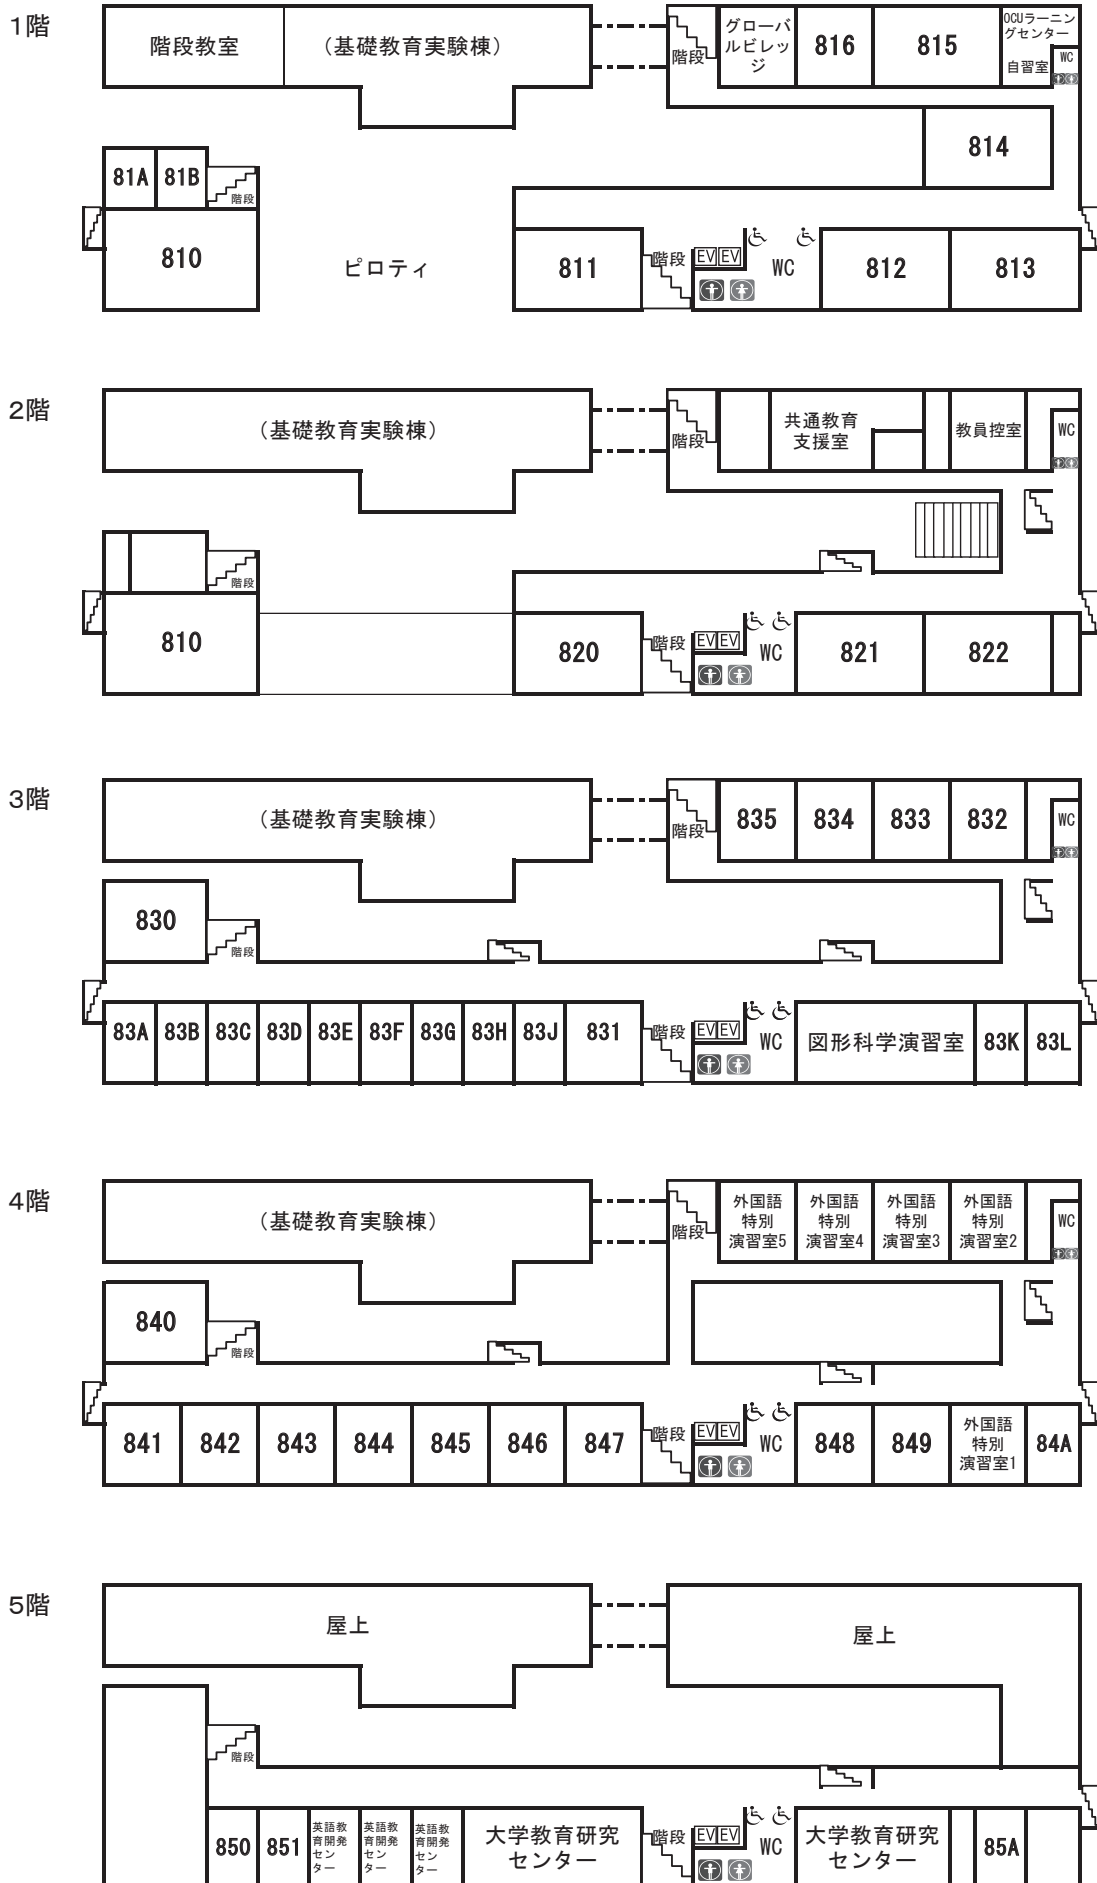 1階
階段教室
（基礎教育実験棟）
階段
グローバ
ルビレッ
ジ
816
815
OCUラーニン
グセンター
自習室
WC
814
81A
81B
階段
810
ピロティ
811
階段
EV
EV
WC
812
813
2階
（基礎教育実験棟）
階段
共通教育
支援室
教員控室
WC
階段
810
820
階段
EV
EV
WC
821
822
3階
（基礎教育実験棟）
階段
835
834
833
832
WC
830
階段
83A
83B
83C
83D
83E
83F
83G
83H
83J
831
階段
EV
EV
WC
図形科学演習室
83K
83L
4階
（基礎教育実験棟）
階段
外国語
特別
演習室5
外国語
特別
演習室4
外国語
特別
演習室3
外国語
特別
演習室2
WC
840
階段
841
842
843
844
845
846
847
階段
EV
EV
WC
848
849
外国語
特別
演習室1
84A
5階
屋上
屋上
階段
850
851
英語教
育開発
セン
ター
英語教
育開発
セン
ター
英語教
育開発
セン
ター
大学教育研究
センター
階段
EV
EV
WC
大学教育研究
センター
85A